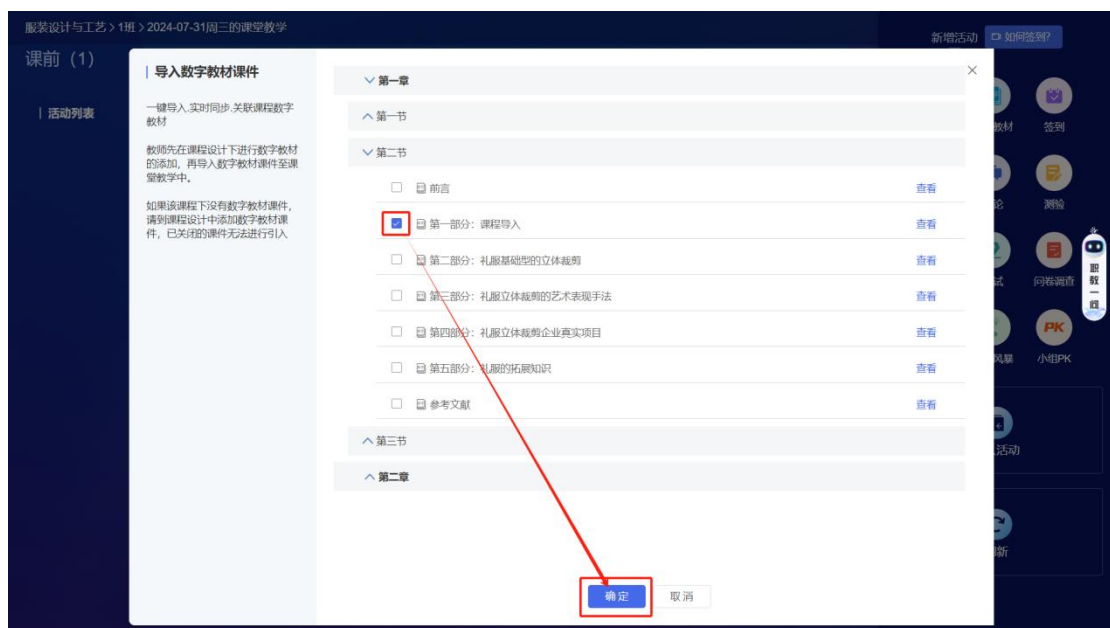 服装设计与工艺 > 1班 > 2024-07-31周三的课堂教学
新增活动
如何签到?
课前（1）
活动列表
导入数字教材课件
一键导入.实时同步.关联课程数字
教材
教师先在课程设计下进行数字教材
的添加，再导入数字教材课件至课
堂教学中。
如果该课程下没有数字教材课件，
请到课程设计中添加数字教材课
件，已关闭的课件无法进行引入
第一章
第一节
第二节
前言 查看
第一部分：课程导入 查看
第二部分：礼服基础型的立体裁剪 查看
第三部分：礼服立体裁剪的艺术表现手法 查看
第四部分：礼服立体裁剪企业真实项目 查看
第五部分：礼服的拓展知识 查看
参考文献 查看
第三节
第二章
确定 取消
教材 签到
论 测验
试 问卷调查
PK
风暴 小组PK
活动
新
职教一问